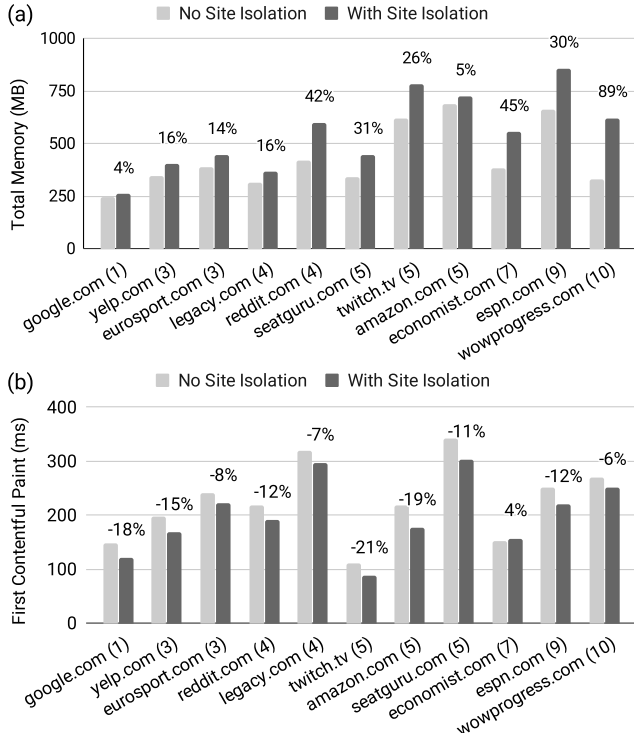 (a)
No Site Isolation With Site Isolation
Total Memory (MB)
1000
750
500
250
0
4%
16%
14%
16%
42%
31%
26%
5%
45%
30%
89%
google.com (1)
yelp.com (3)
eurosport.com (3)
legacy.com (4)
reddit.com (4)
seatguru.com (5)
twitch.tv (5)
amazon.com (5)
economist.com (7)
espn.com (9)
wowprogress.com (10)
(b)
No Site Isolation With Site Isolation
First Contentful Paint (ms)
400
300
200
100
0
-18%
-15%
-8%
-12%
-7%
-21%
-19%
-11%
4%
-12%
-6%
google.com (1)
yelp.com (3)
eurosport.com (3)
reddit.com (4)
legacy.com (4)
twitch.tv (5)
amazon.com (5)
seatguru.com (5)
economist.com (7)
espn.com (9)
wowprogress.com (10)